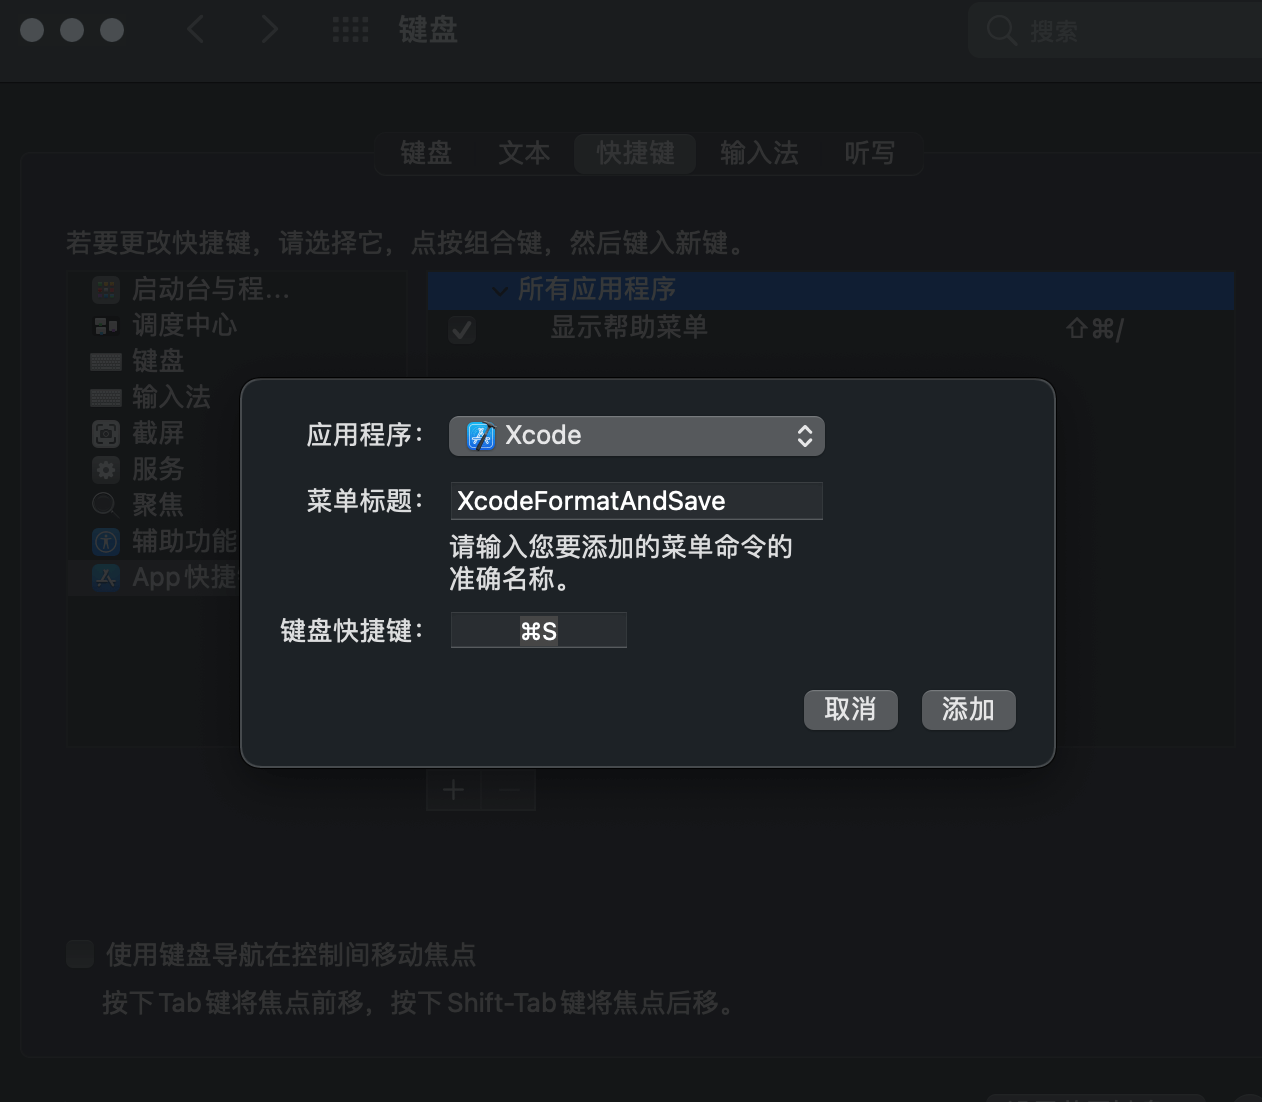 键盘
搜索
键盘 文本 快捷键 输入法 听写
若要更改快捷键，请选择它，点按组合键，然后键入新键。
启动台与程…
调度中心
键盘
输入法
截屏
服务
聚焦
辅助功能
App快捷
所有应用程序
显示帮助菜单 ⇧⌘/
应用程序： Xcode
菜单标题： XcodeFormatAndSave
请输入您要添加的菜单命令的
准确名称。
键盘快捷键： ⌘S
取消 添加
使用键盘导航在控制间移动焦点
按下Tab键将焦点前移，按下Shift-Tab键将焦点后移。